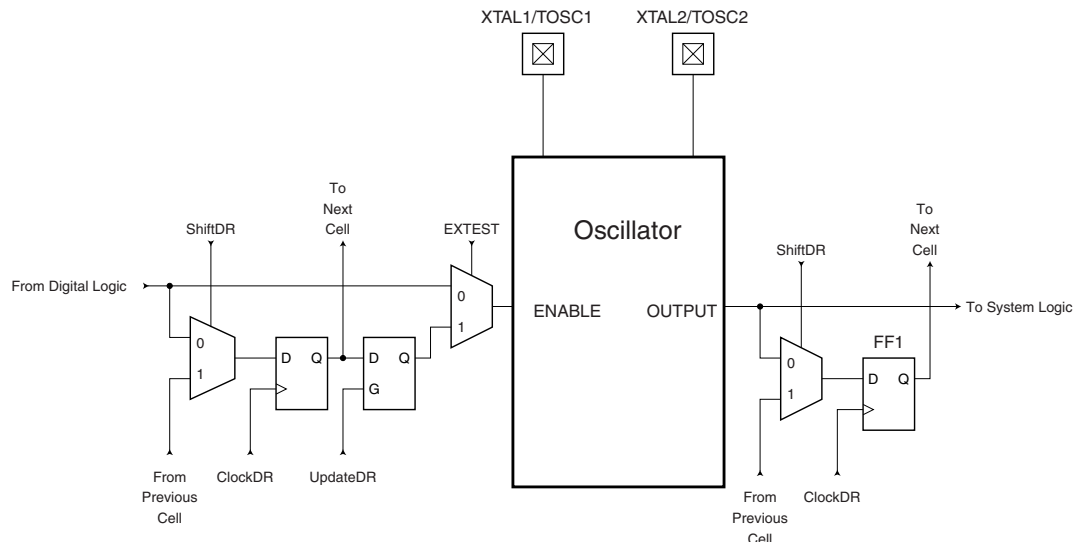 XTAL1/TOSC1
XTAL2/TOSC2
To
Next
Cell
ShiftDR
EXTEST
From Digital Logic
0
1
D Q
D Q
G
0
1
From
Previous
Cell
ClockDR
UpdateDR
Oscillator
ENABLE
OUTPUT
To
Next
Cell
ShiftDR
To System Logic
FF1
0
1
D Q
From
Previous
Cell
ClockDR